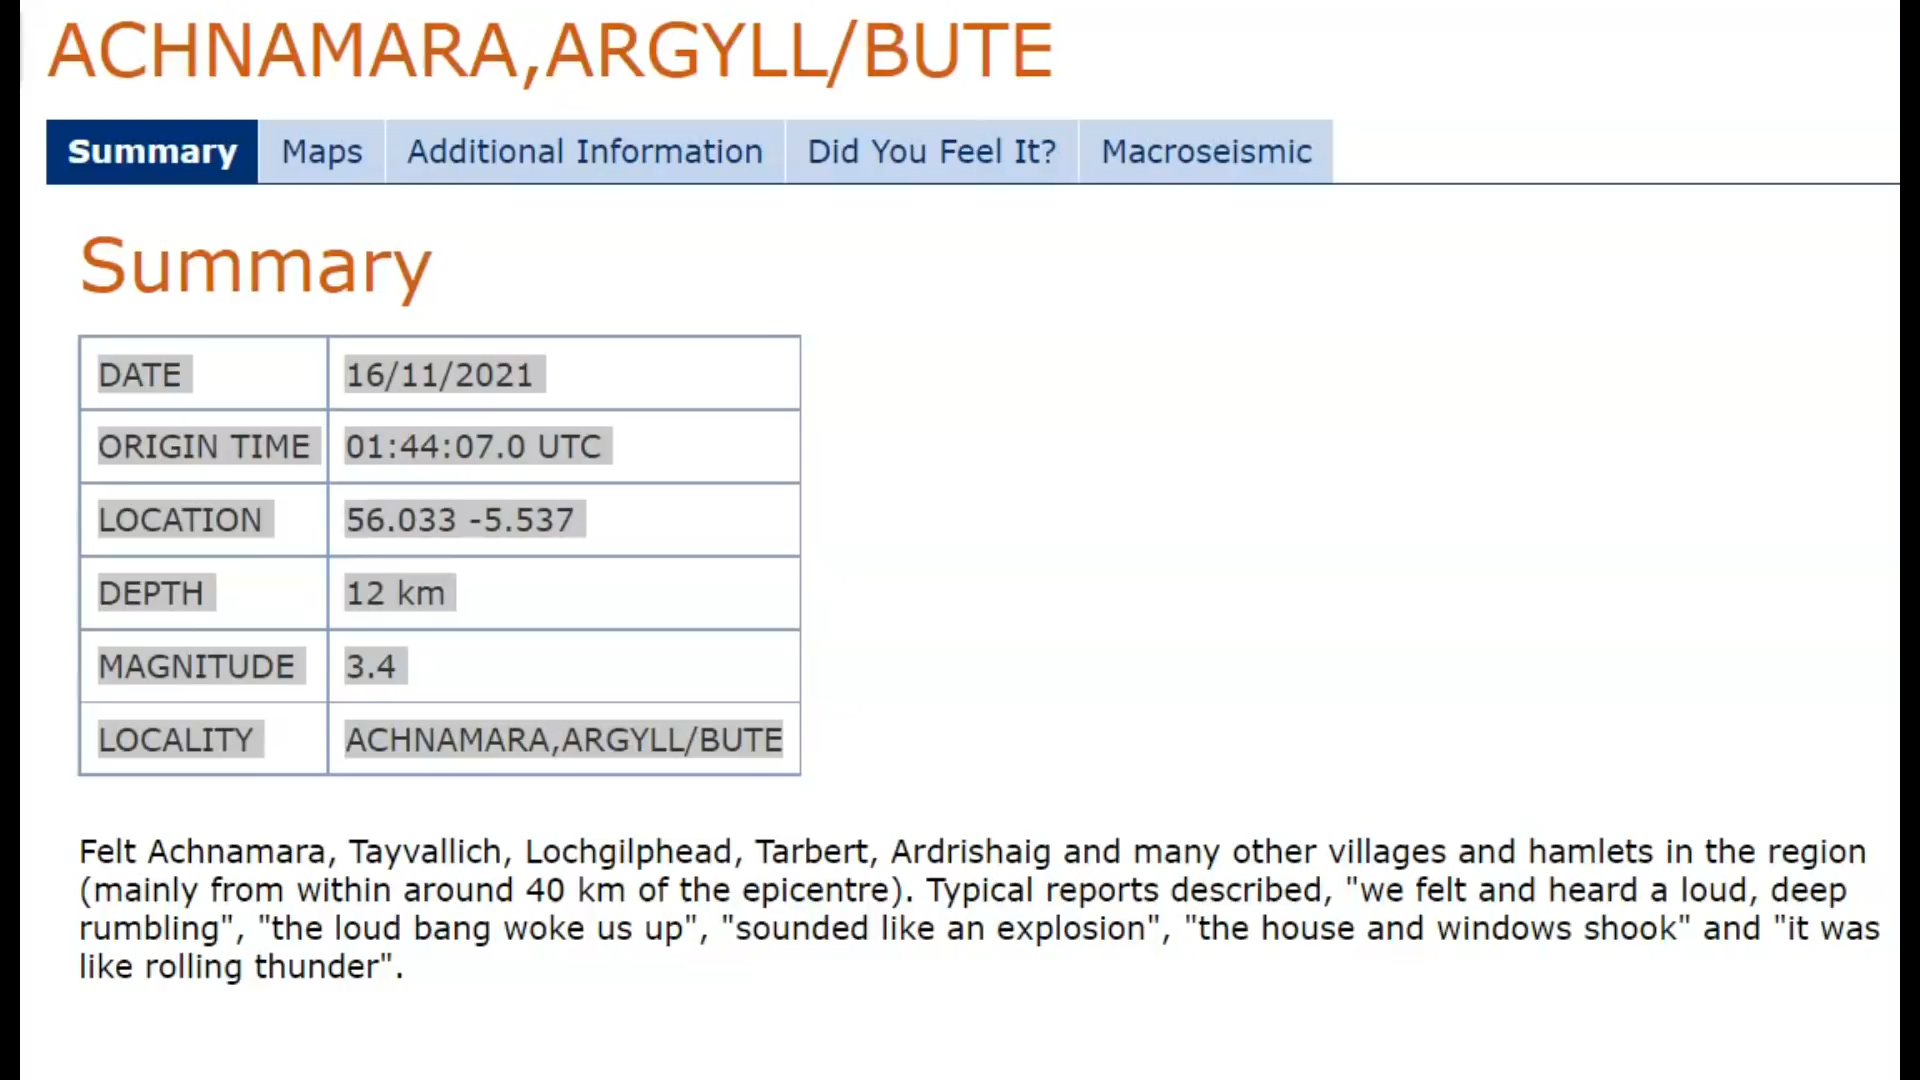 ACHNAMARA,ARGYLL/BUTE
Summary Maps Additional Information Did You Feel It? Macroseismic
Summary
DATE 16/11/2021
ORIGIN TIME 01:44:07.0 UTC
LOCATION 56.033 -5.537
DEPTH 12 km
MAGNITUDE 3.4
LOCALITY ACHNAMARA,ARGYLL/BUTE
Felt Achnamara, Tayvallich, Lochgilphead, Tarbert, Ardrishaig and many other villages and hamlets in the region
(mainly from within around 40 km of the epicentre). Typical reports described, "we felt and heard a loud, deep
rumbling", "the loud bang woke us up", "sounded like an explosion", "the house and windows shook" and "it was
like rolling thunder".